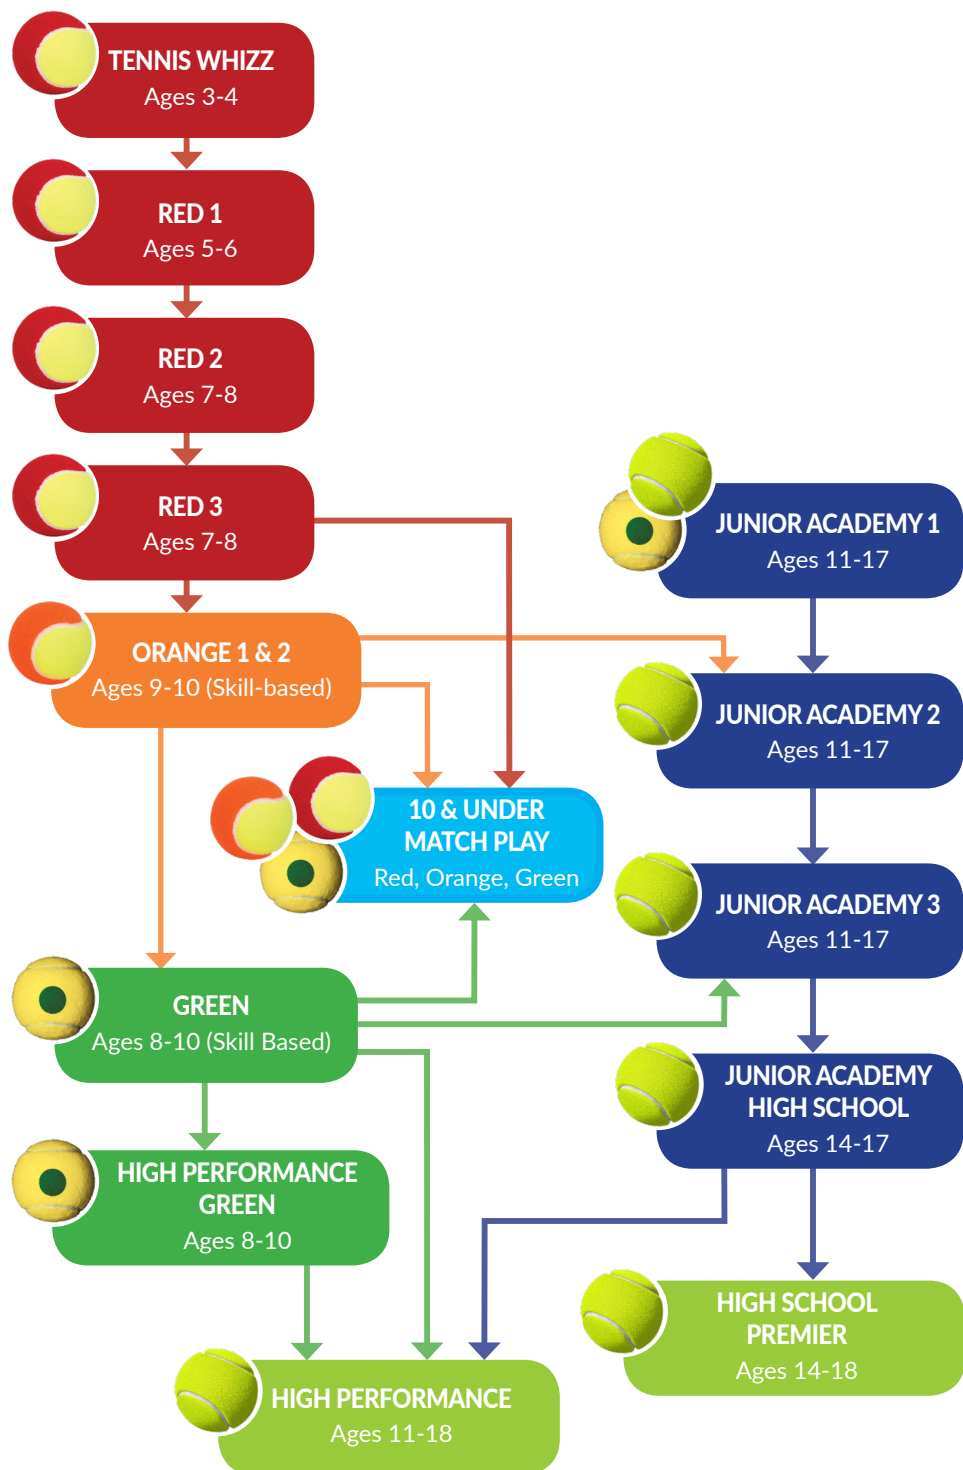 TENNIS WHIZZ
Ages 3-4
RED 1
Ages 5-6
RED 2
Ages 7-8
RED 3
Ages 7-8
ORANGE 1 & 2
Ages 9-10 (Skill-based)
10 & UNDER
MATCH PLAY
Red, Orange, Green
GREEN
Ages 8-10 (Skill Based)
HIGH PERFORMANCE
GREEN
Ages 8-10
HIGH PERFORMANCE
Ages 11-18
JUNIOR ACADEMY 1
Ages 11-17
JUNIOR ACADEMY 2
Ages 11-17
JUNIOR ACADEMY 3
Ages 11-17
JUNIOR ACADEMY
HIGH SCHOOL
Ages 14-17
HIGH SCHOOL
PREMIER
Ages 14-18